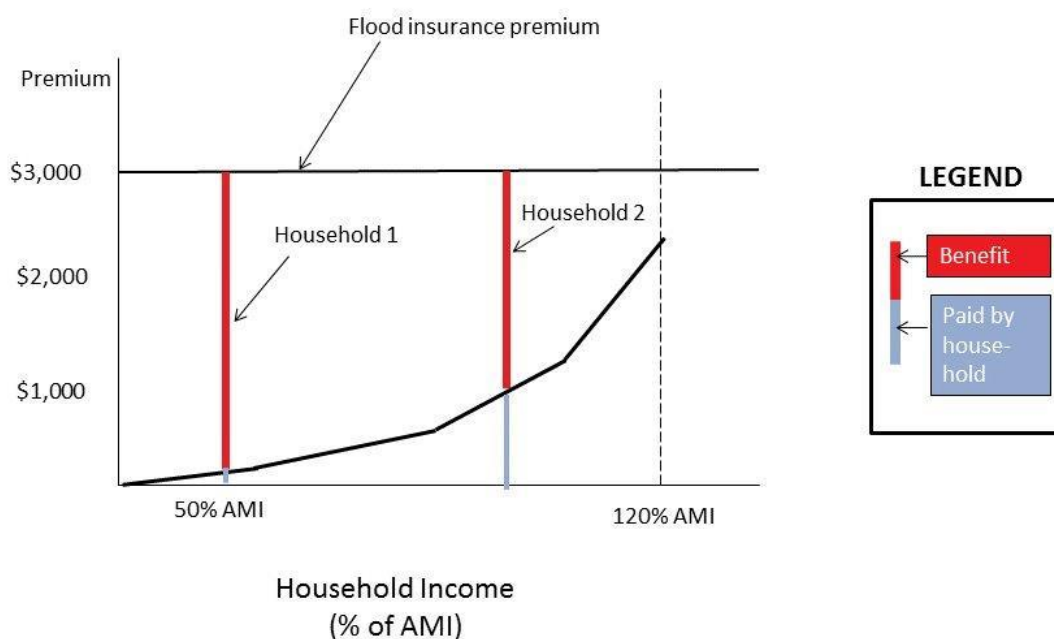 Flood insurance premium
Premium
$3,000
$2,000
$1,000
Household 1
Household 2
50% AMI
120% AMI
Household Income
(% of AMI)
LEGEND
Benefit
Paid by
house-
hold